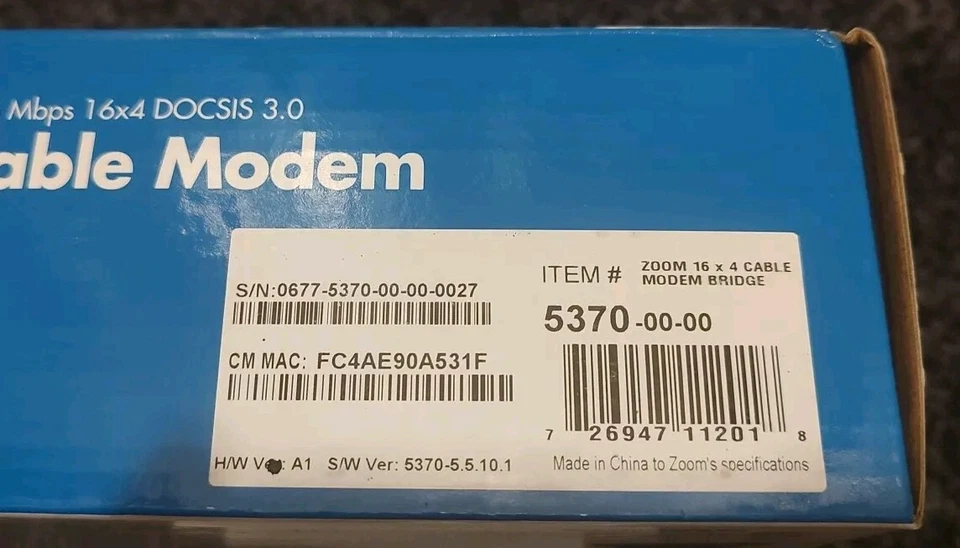 Mbps 16x4 DOCSIS 3.0
able Modem
S/N:0677-5370-00-00-0027
CM MAC: FC4AE90A531F
H/W Ver: A1 S/W Ver: 5370-5.5.10.1
ITEM # ZOOM 16 x 4 CABLE
MODEM BRIDGE
5370-00-00
7 26947 11201 8
Made in China to Zoom's specifications